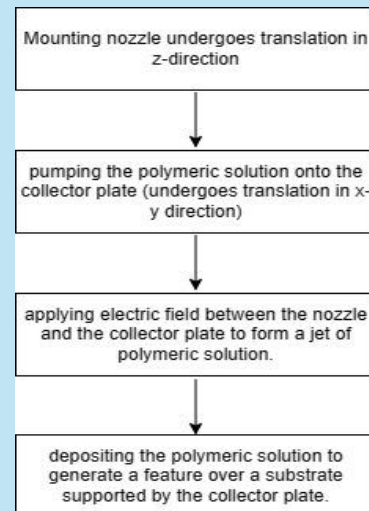 Mounting nozzle undergoes translation in
z-direction
pumping the polymeric solution onto the
collector plate (undergoes translation in x-
y direction)
applying electric field between the nozzle
and the collector plate to form a jet of
polymeric solution.
depositing the polymeric solution to
generate a feature over a substrate
supported by the collector plate.